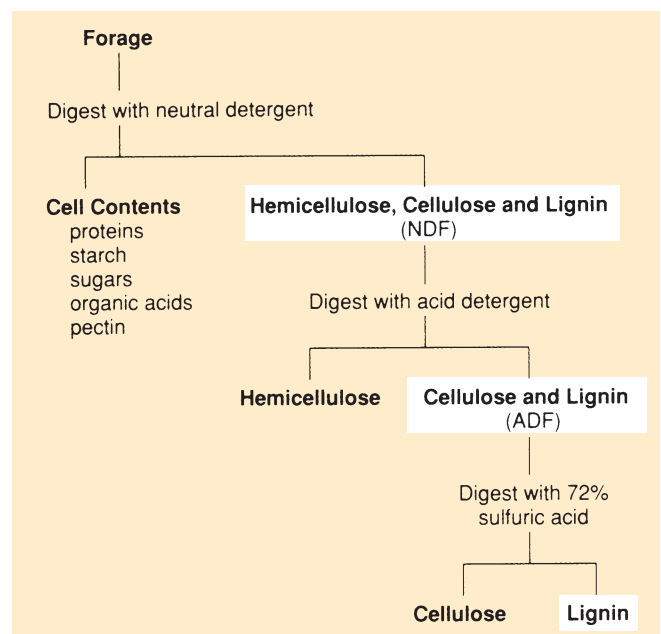 Forage
Digest with neutral detergent
Cell Contents
proteins
starch
sugars
organic acids
pectin
Hemicellulose, Cellulose and Lignin
(NDF)
Digest with acid detergent
Hemicellulose
Cellulose and Lignin
(ADF)
Digest with 72%
sulfuric acid
Cellulose
Lignin